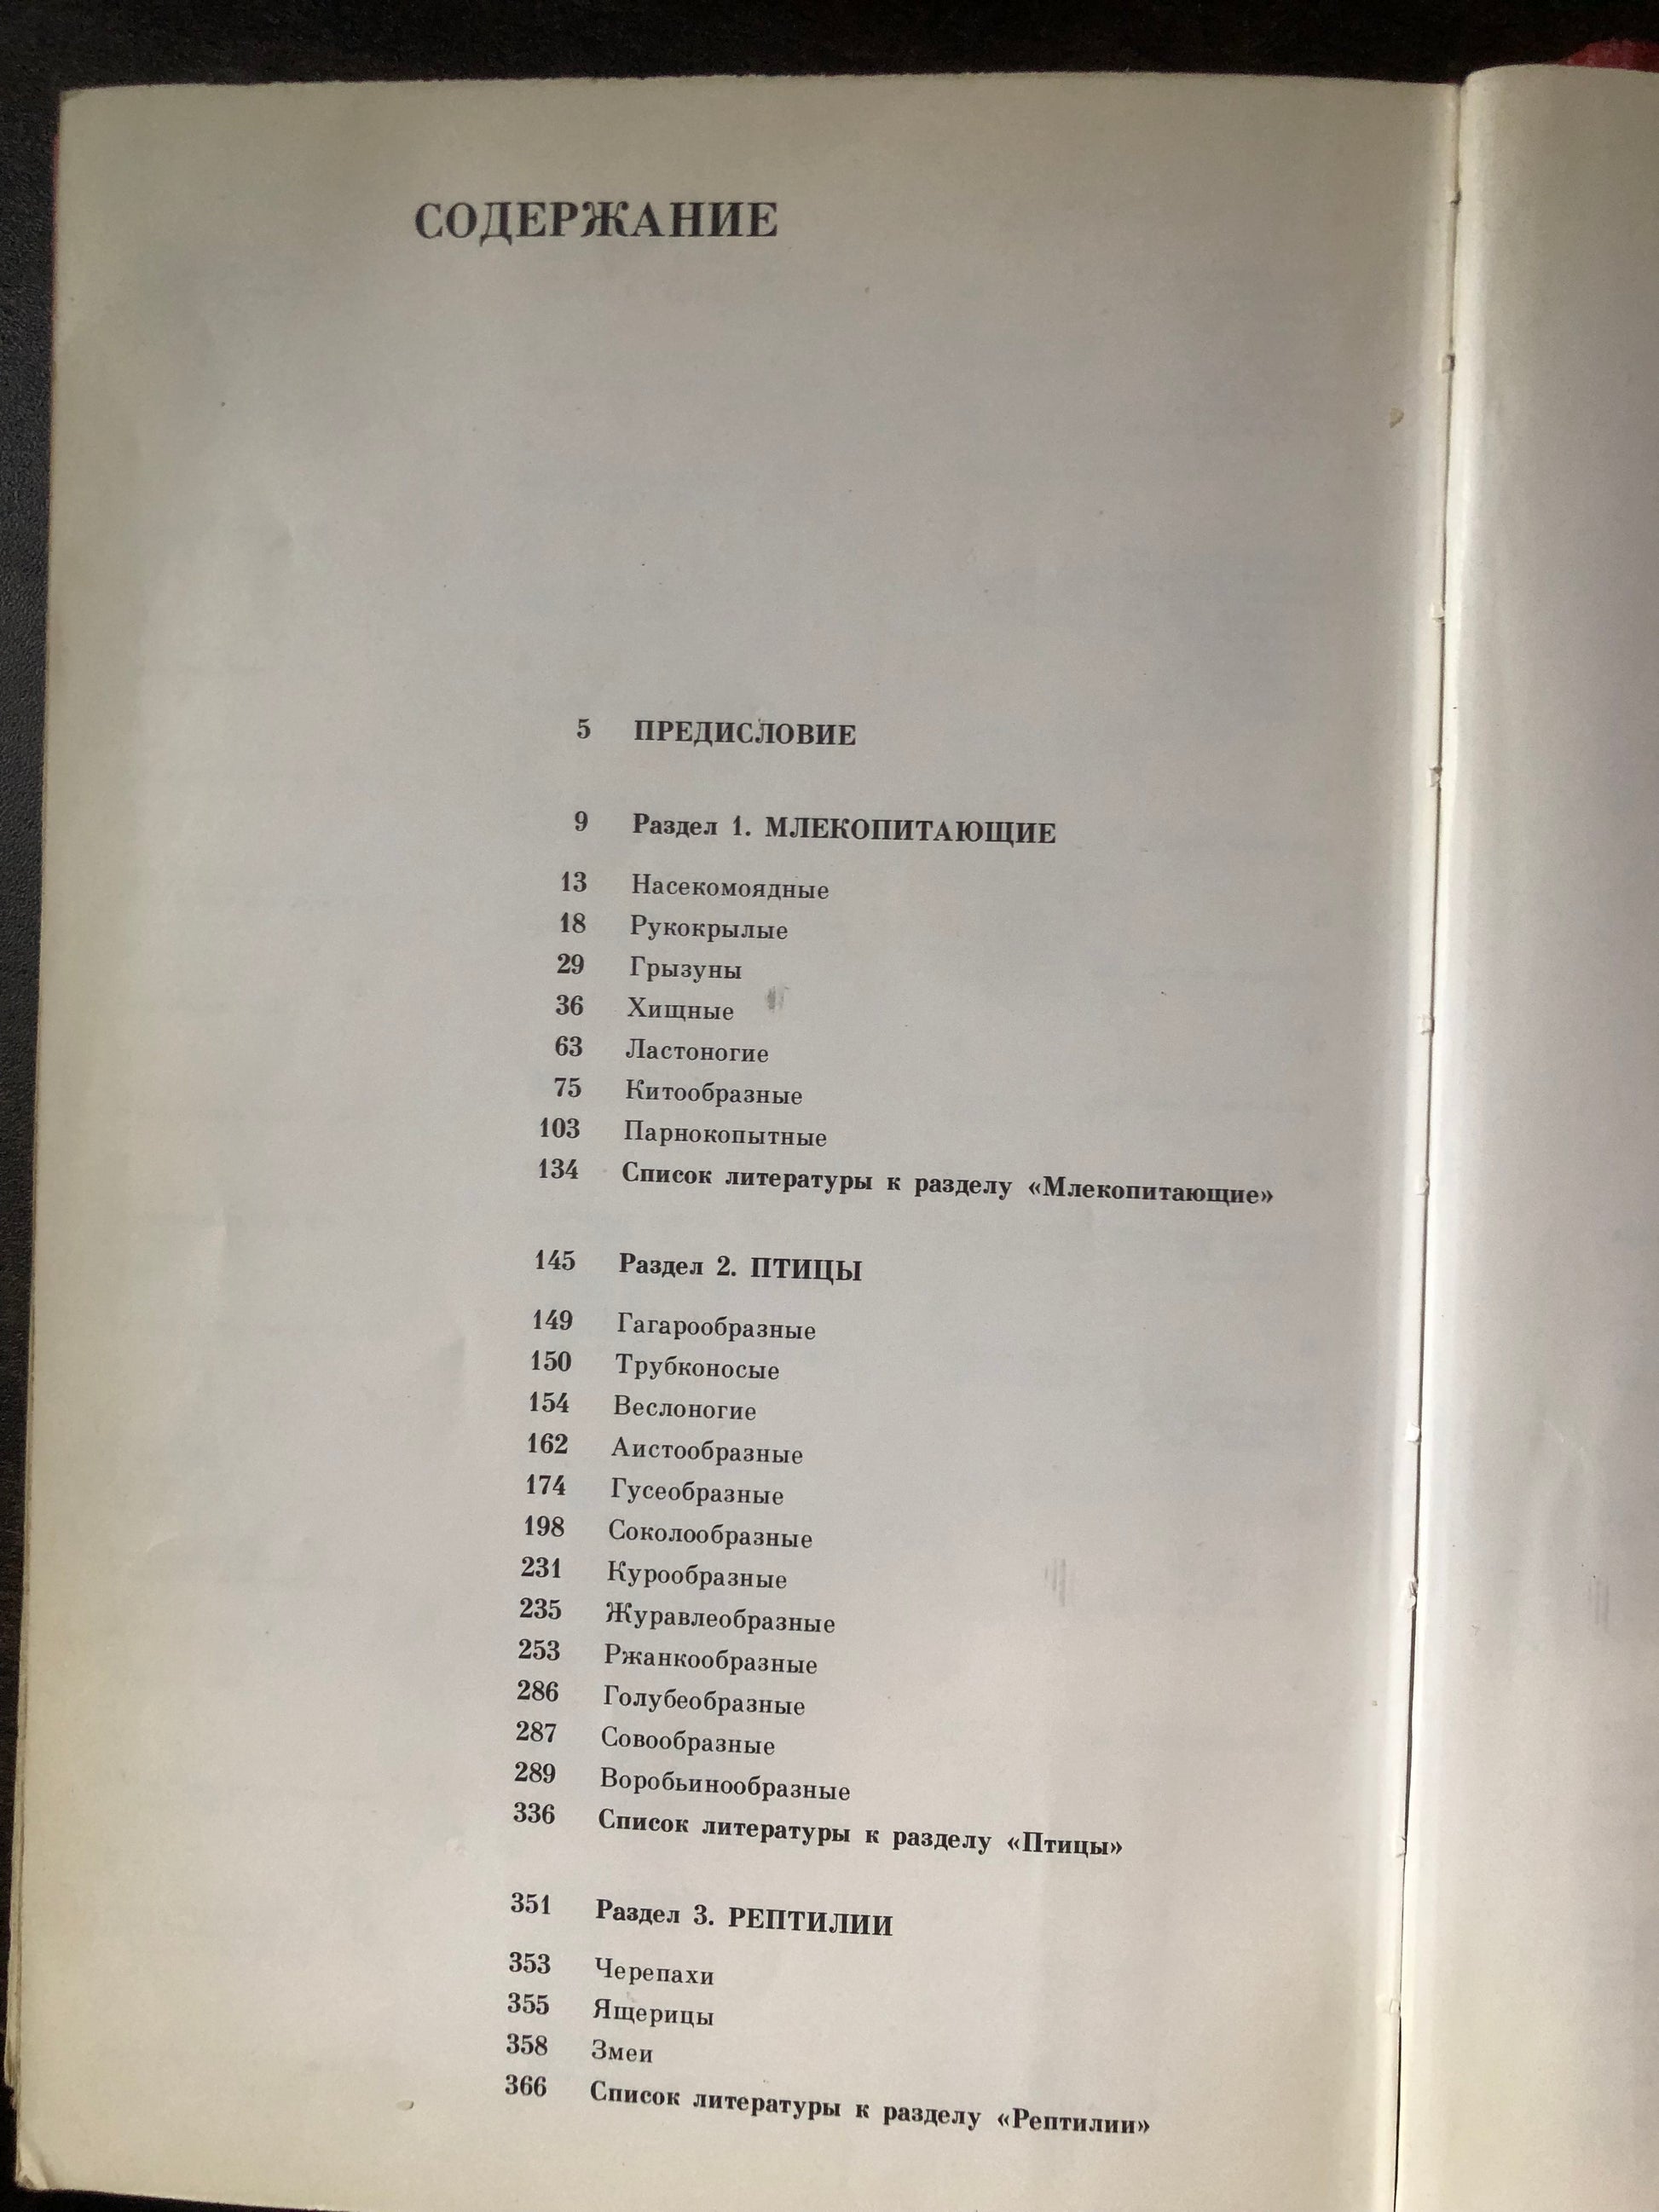 СОДЕРЖАНИЕ
5 ПРЕДИСЛОВИЕ
9 Раздел 1. МЛЕКОПИТАЮЩИЕ
13 Насекомоядные
18 Рукокрылые
29 Грызуны
36 Хищные
63 Ластоногие
75 Китообразные
103 Парнокопытные
134 Список литературы к разделу «Млекопитающие»
145 Раздел 2. ПТИЦЫ
149 Гагарообразные
150 Трубконосые
154 Веслоногие
162 Аистообразные
174 Гусеобразные
198 Соколообразные
231 Курообразные
235 Журавлеобразные
253 Ржанкообразные
286 Голубеобразные
287 Совообразные
289 Воробьинообразные
336 Список литературы к разделу «Птицы»
351 Раздел 3. РЕПТИЛИИ
353 Черепахи
355 Ящерицы
358 Змеи
366 Список литературы к разделу «Рептилии»